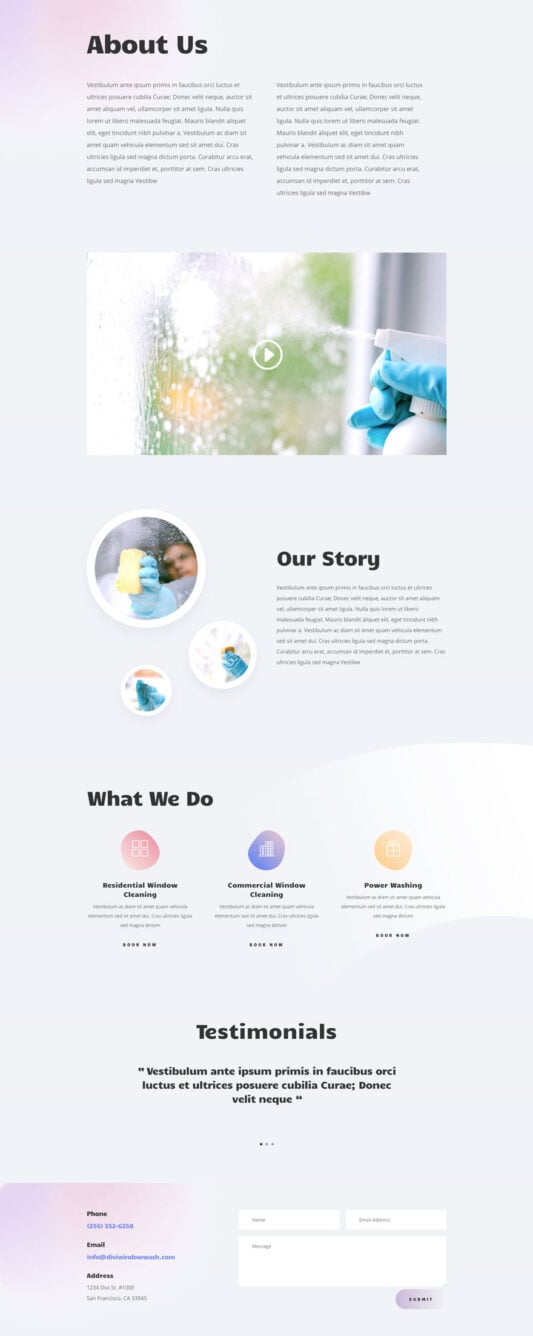 About Us
Vestibulum ante ipsum primis in faucibus orci luctus et
ultrices posuere cubilia Curae; Donec velit neque, auctor sit
amet aliquam vel, ullamcorper sit amet ligula. Nulla quis
lorem ut libero malesuada feugiat. Mauris blandit aliquet
elit, eget tincidunt nibh pulvinar a. Vestibulum ac diam sit
amet quam vehicula elementum sed sit amet dui. Cras
ultricies ligula sed magna dictum porta. Curabitur arcu erat,
accumsan id imperdiet et, porttitor at sem. Cras ultricies
ligula sed magna Vestibw
Vestibulum ante ipsum primis in faucibus orci luctus
et ultrices posuere cubilia Curae; Donec velit neque,
auctor sit amet aliquam vel, ullamcorper sit amet
ligula. Nulla quis lorem ut libero malesuada feugiat.
Mauris blandit aliquet elit, eget tincidunt nibh
pulvinar a. Vestibulum ac diam sit amet quam
vehicula elementum sed sit amet dui. Cras ultricies
ligula sed magna dictum porta. Curabitur arcu erat,
accumsan id imperdiet et, porttitor at sem. Cras
ultricies ligula sed magna Vestibw
Our Story
Vestibulum ante ipsum primis in faucibus orci luctus et ultrices
posuere cubilia Curae; Donec velit neque, auctor sit amet aliquam
vel, ullamcorper sit amet ligula. Nulla quis lorem ut libero
malesuada feugiat. Mauris blandit aliquet elit, eget tincidunt nibh
pulvinar a. Vestibulum ac diam sit amet quam vehicula elementum
sed sit amet dui. Cras ultricies ligula sed magna dictum porta.
Curabitur arcu erat, accumsan id imperdiet et, porttitor at sem. Cras
ultricies ligula sed magna Vestibw
What We Do
Residential Window
Cleaning
Vestibulum ac diam sit amet quam vehicula
elementum sed sit amet dui. Cras ultricies ligula
sed magna dictum
BOOK NOW
Commercial Window
Cleaning
Vestibulum ac diam sit amet quam vehicula
elementum sed sit amet dui. Cras ultricies ligula
sed magna dictum
BOOK NOW
Power Washing
Vestibulum ac diam sit amet quam vehicula
elementum sed sit amet dui. Cras ultricies ligula
sed magna dictum
BOOK NOW
Testimonials
“ Vestibulum ante ipsum primis in faucibus orci
luctus et ultrices posuere cubilia Curae; Donec
velit neque “
Phone
(255) 352-6258
Email
Info@diviwindowwash.com
Address
1234 Divi St. #1000
San Francisco, CA 33945
Name
Email Address
Message
SUBMIT